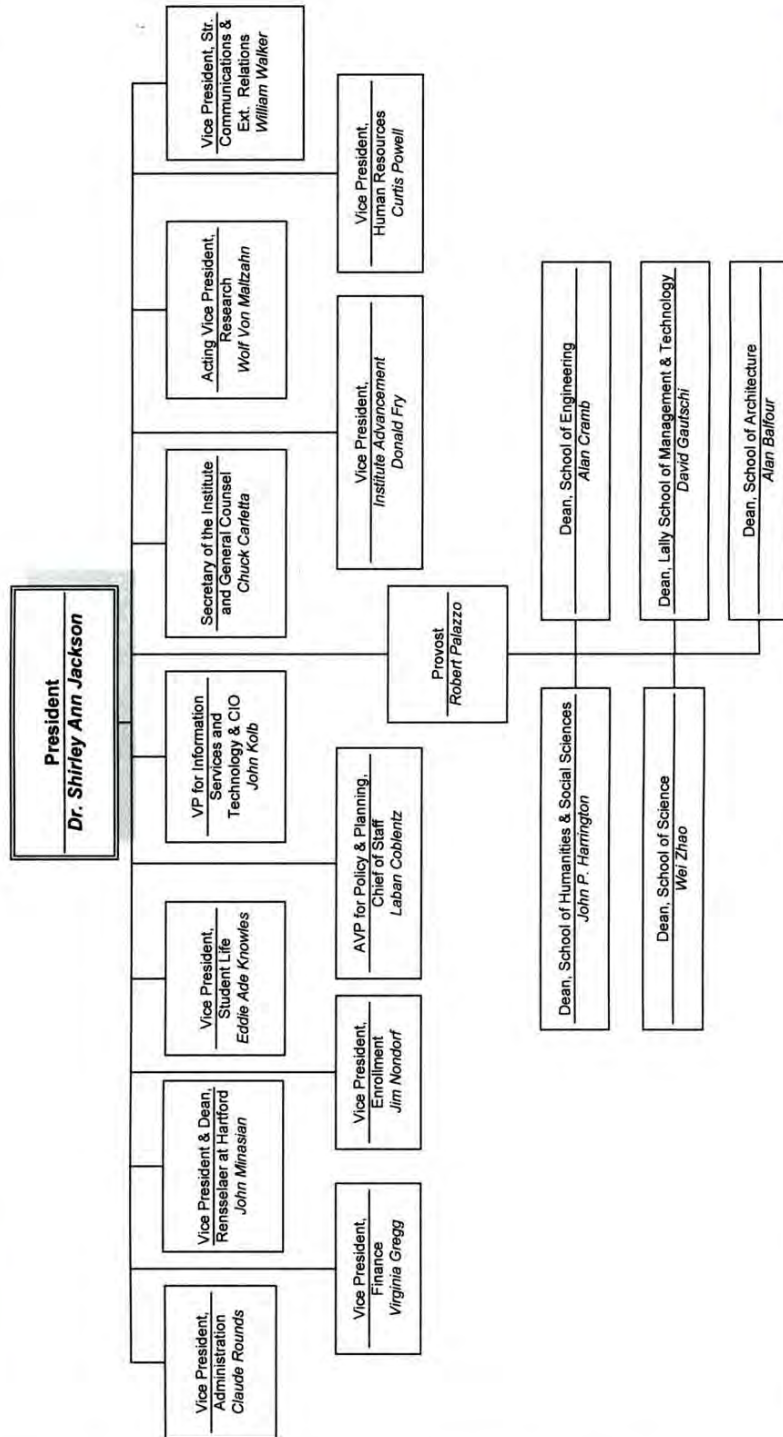 President
Dr. Shirley Ann Jackson
Vice President,
Administration
Claude Rounds
Vice President & Dean,
Rensselaer at Hartford
John Minasian
Vice President,
Student Life
Eddie Ade Knowles
VP for Information
Services and
Technology & CIO
John Kolb
Secretary of the Institute
and General Counsel
Chuck Carletta
Acting Vice President,
Research
Wolf Von Maltzahn
Vice President, Str.
Communications &
Ext. Relations
William Walker
Vice President,
Finance
Virginia Gregg
Vice President,
Enrollment
Jim Nondorf
AVP for Policy & Planning,
Chief of Staff
Laban Coblentz
Provost
Robert Palazzo
Vice President,
Institute Advancement
Donald Fry
Vice President,
Human Resources
Curtis Powell
Dean, School of Humanities & Social Sciences
John P. Harrington
Dean, School of Engineering
Alan Cramb
Dean, School of Science
Wei Zhao
Dean, Lally School of Management & Technology
David Gautschi
Dean, School of Architecture
Alan Balfour